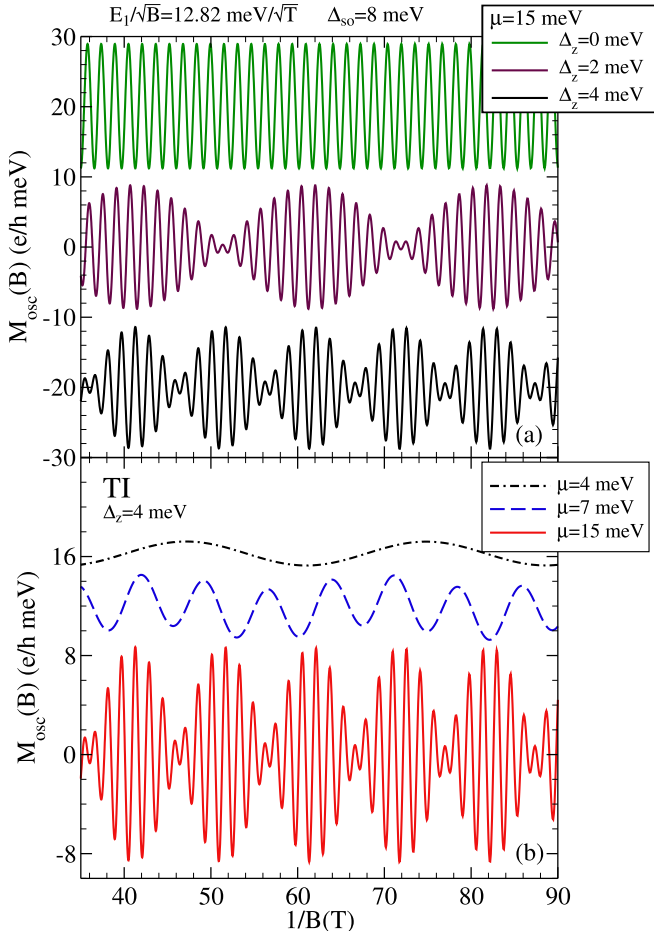 E₁/√B=12.82 meV/√T Δso=8 meV
μ=15 meV
Δz=0 meV
Δz=2 meV
Δz=4 meV
30
20
10
0
-10
-20
-30
Mosc(B) (e/h meV)
(a)
TI
Δz=4 meV
μ=4 meV
μ=7 meV
μ=15 meV
16
8
0
-8
Mosc(B) (e/h meV)
(b)
40 50 60 70 80 90
1/B(T)